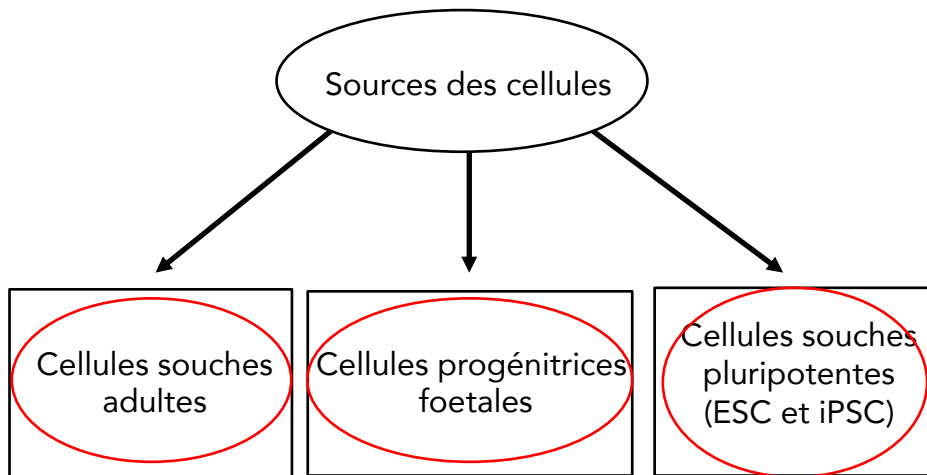 Sources des cellules
Cellules souches
adultes
Cellules progénitrices
foetales
Cellules souches
pluripotentes
(ESC et iPSC)